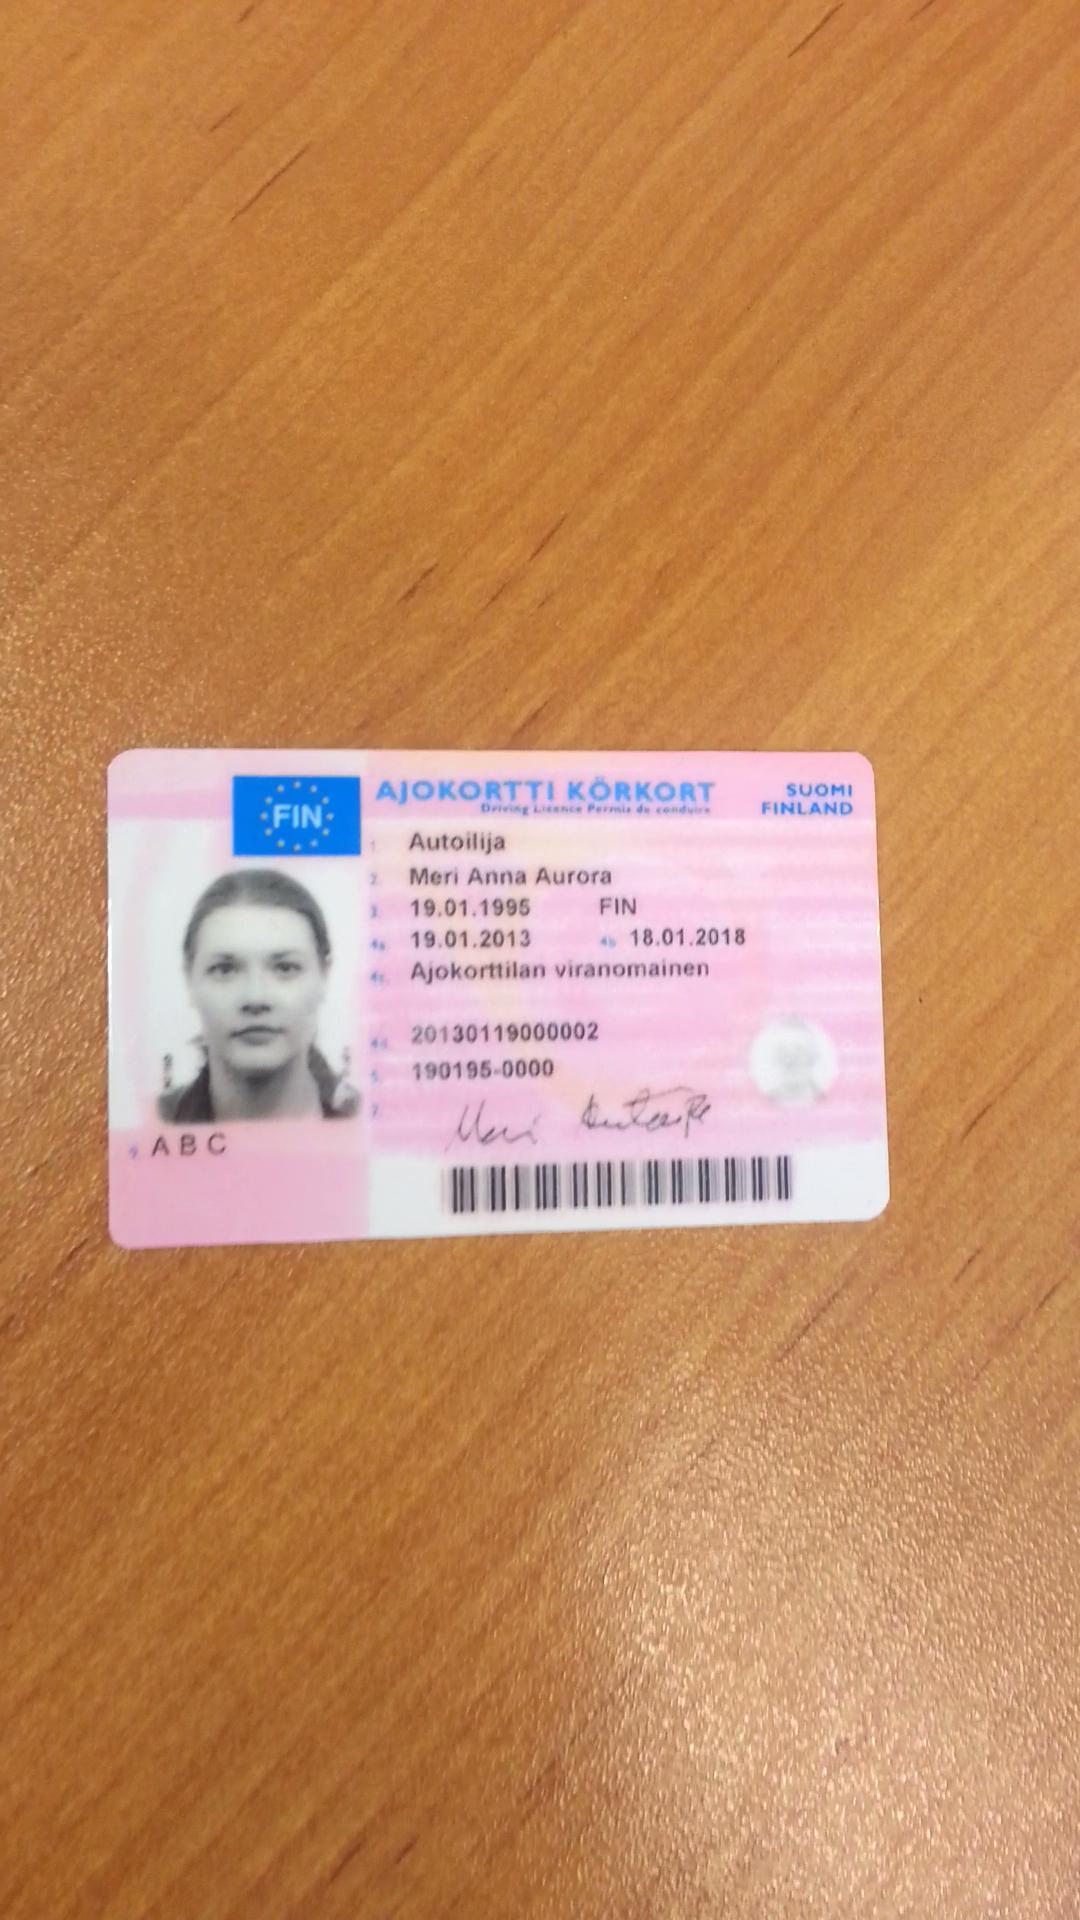 FIN
AJOKORTTI KÖRKORT
Driving Licence Permis de conduire
SUOMI
FINLAND
1. Autoilija
2. Meri Anna Aurora
3. 19.01.1995 FIN
4a. 19.01.2013 4b. 18.01.2018
4c. Ajokorttilan viranomainen
4d. 20130119000002
5. 190195-0000
7. Meri Autoilija
9. A B C